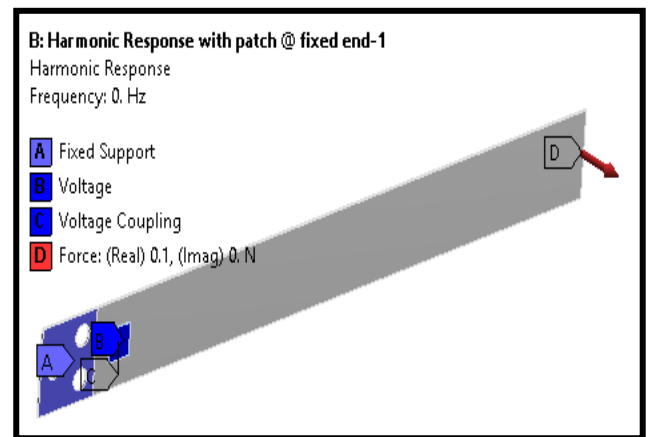 B: Harmonic Response with patch @ fixed end-1
Harmonic Response
Frequency: 0. Hz
A Fixed Support
B Voltage
C Voltage Coupling
D Force: (Real) 0.1, (Imag) 0. N
D
B
A
C